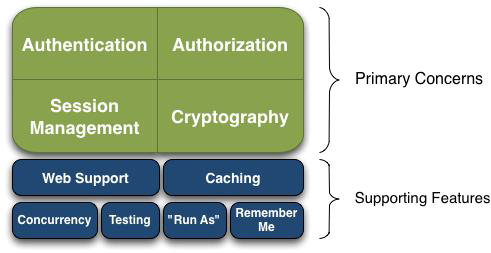 Authentication
Authorization
Session
Management
Cryptography
Primary Concerns
Web Support
Caching
Concurrency
Testing
"Run As"
Remember
Me
Supporting Features